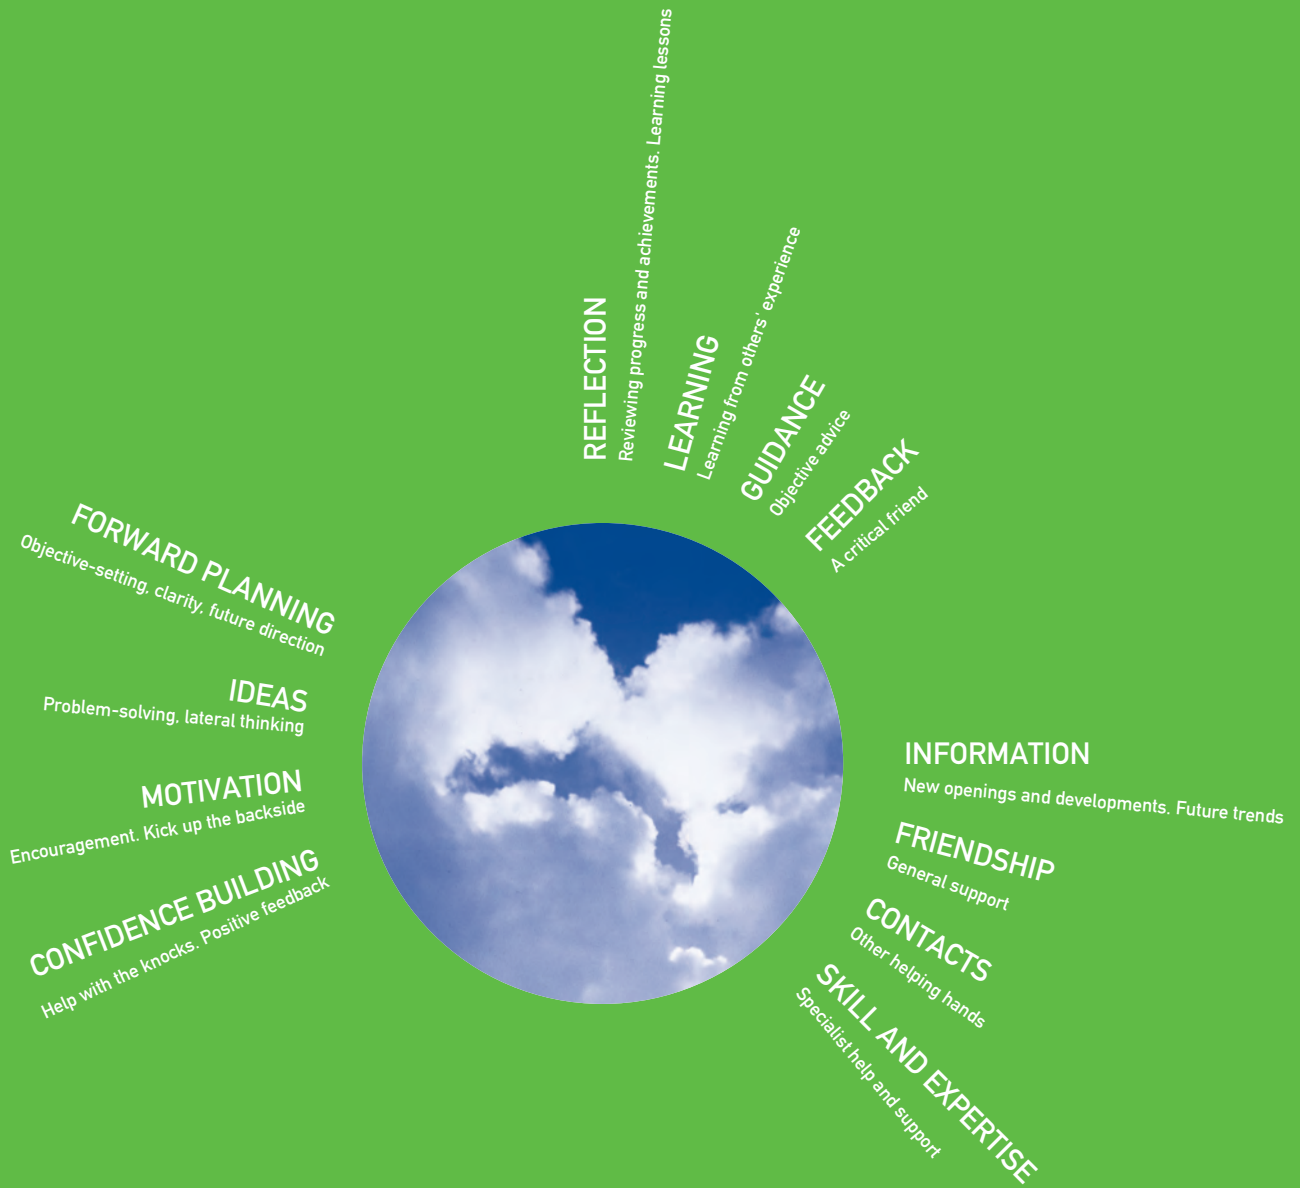 REFLECTION
Reviewing progress and achievements. Learning lessons
LEARNING
Learning from others' experience
GUIDANCE
Objective advice
FEEDBACK
A critical friend
INFORMATION
New openings and developments. Future trends
FRIENDSHIP
General support
CONTACTS
Other helping hands
SKILL AND EXPERTISE
Specialist help and support
FORWARD PLANNING
Objective-setting, clarity, future direction
IDEAS
Problem-solving, lateral thinking
MOTIVATION
Encouragement. Kick up the backside
CONFIDENCE BUILDING
Help with the knocks. Positive feedback